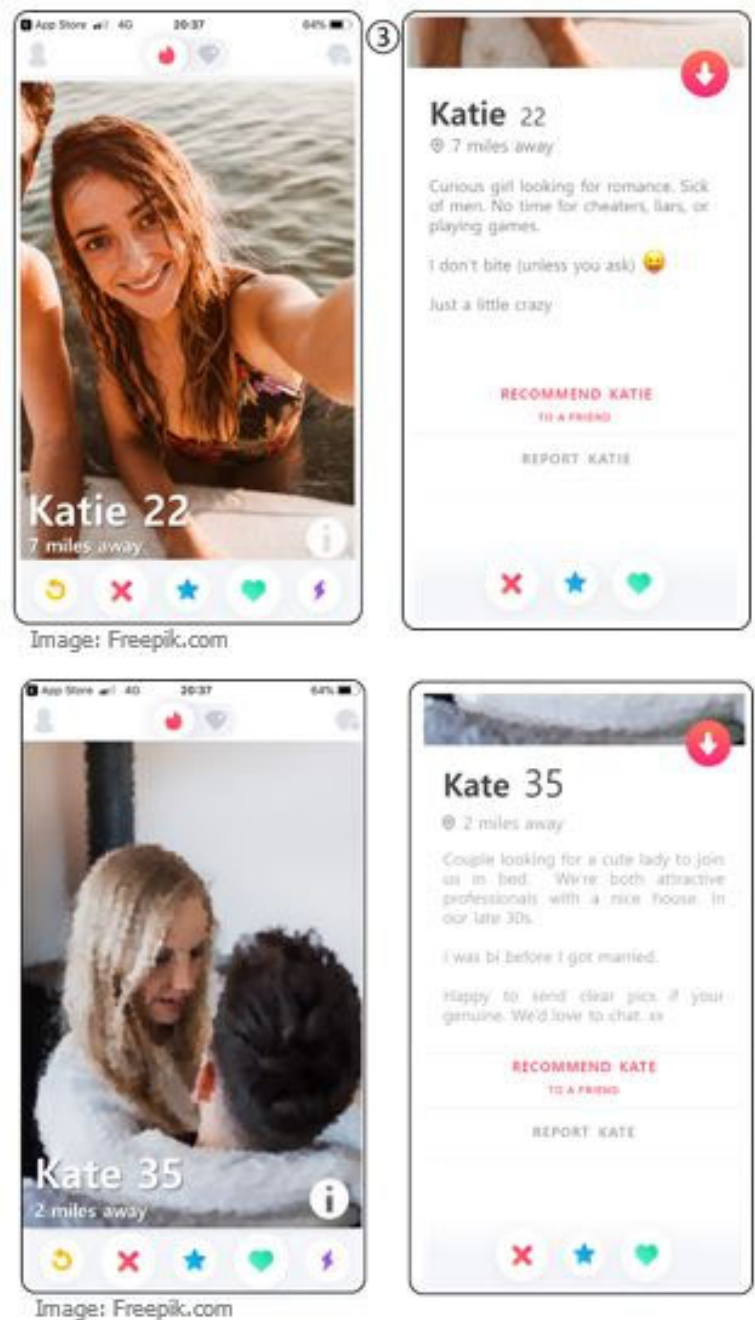 App Store 4G 20:37 64%
③
Katie 22
7 miles away
Image: Freepik.com
Katie 22
7 miles away
Curious girl looking for romance. Sick
of men. No time for cheaters, liars, or
playing games.
I don't bite (unless you ask) 😝
Just a little crazy
RECOMMEND KATIE
TO A FRIEND
REPORT KATIE
App Store 4G 20:37 64%
Kate 35
2 miles away
Image: Freepik.com
Kate 35
2 miles away
Couple looking for a cute lady to join
us in bed. We're both attractive
professionals with a nice house. In
our late 30s.
I was bi before I got married.
Happy to send clear pics if your
genuine. We'd love to chat. xx
RECOMMEND KATE
TO A FRIEND
REPORT KATE